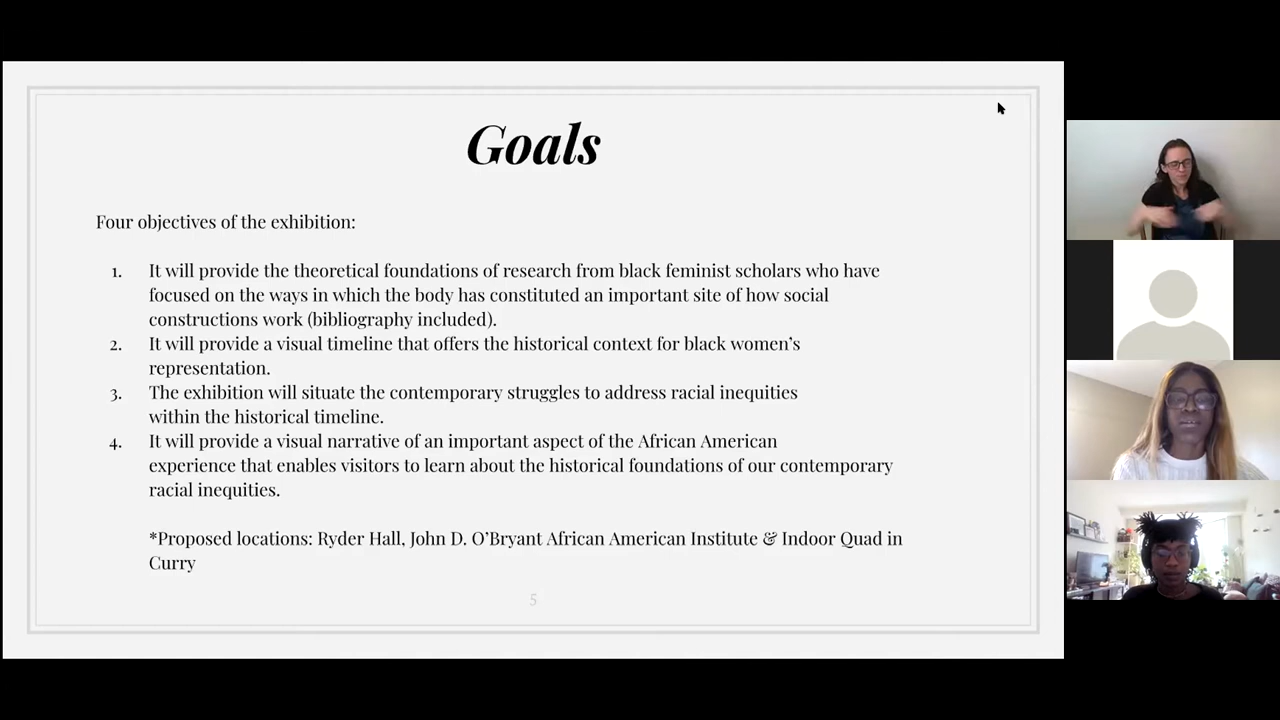 Goals
Four objectives of the exhibition:
1. It will provide the theoretical foundations of research from black feminist scholars who have
focused on the ways in which the body has constituted an important site of how social
constructions work (bibliography included).
2. It will provide a visual timeline that offers the historical context for black women’s
representation.
3. The exhibition will situate the contemporary struggles to address racial inequities
within the historical timeline.
4. It will provide a visual narrative of an important aspect of the African American
experience that enables visitors to learn about the historical foundations of our contemporary
racial inequities.
*Proposed locations: Ryder Hall, John D. O’Bryant African American Institute & Indoor Quad in
Curry
5